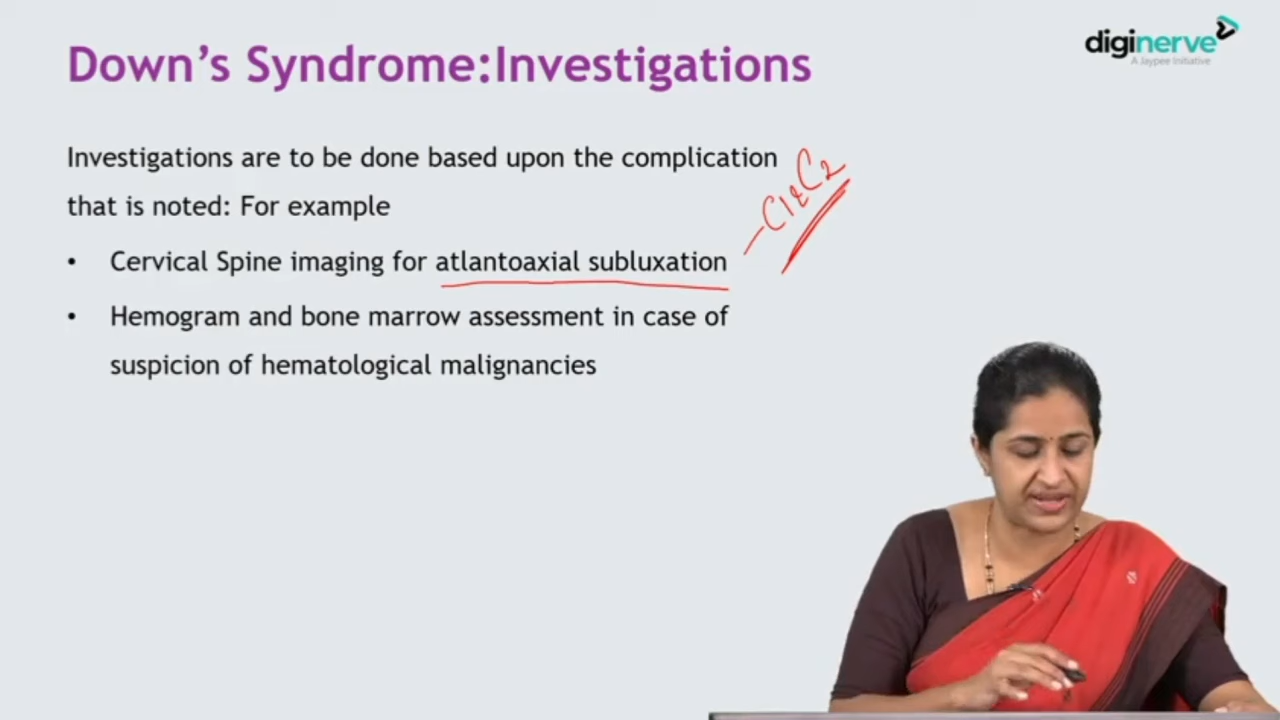 Down's Syndrome:Investigations
diginerve
A Jaypee Initiative
Investigations are to be done based upon the complication
that is noted: For example
C1&C2
• Cervical Spine imaging for atlantoaxial subluxation
• Hemogram and bone marrow assessment in case of
suspicion of hematological malignancies